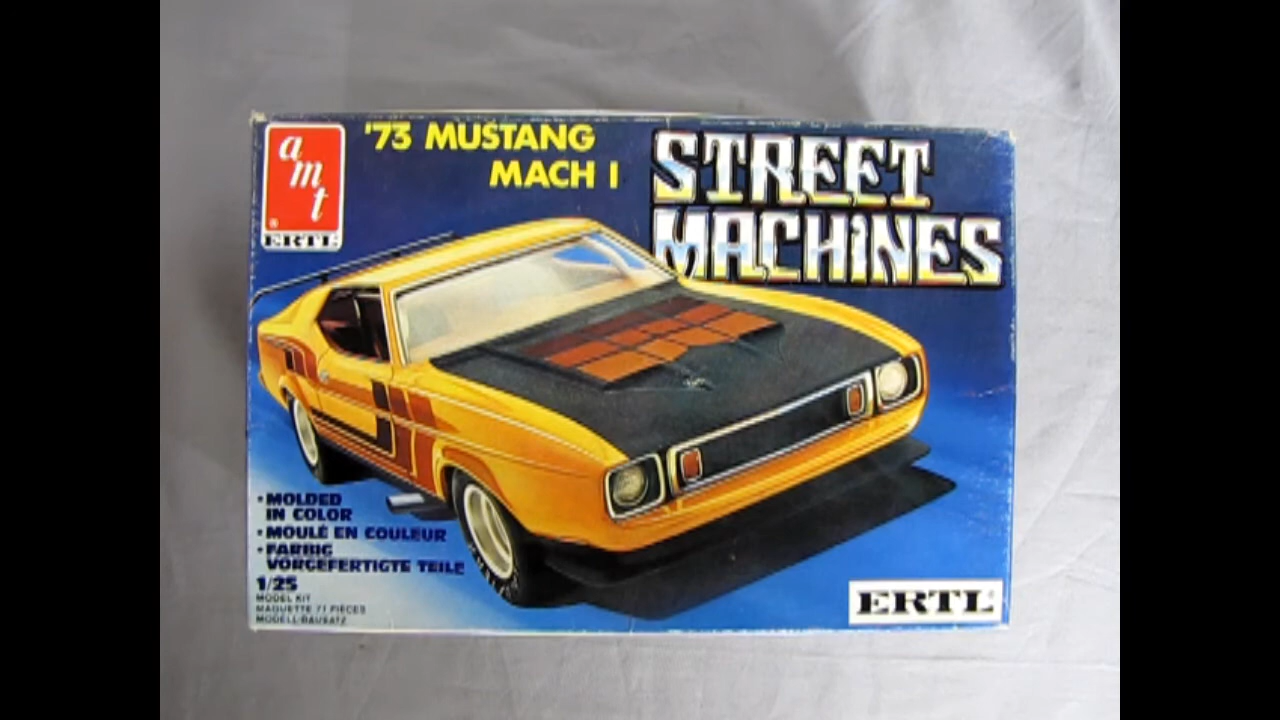 amt
®
ERTL
'73 MUSTANG
MACH I
STREET
MACHINES
• MOLDED
IN COLOR
• MOULÉ EN COULEUR
• FARBIG
VORGEFERTIGTE TEILE
1/25
MODEL KIT
MAQUETTE 71 PIECES
MODELL-BAUSATZ
ERTL